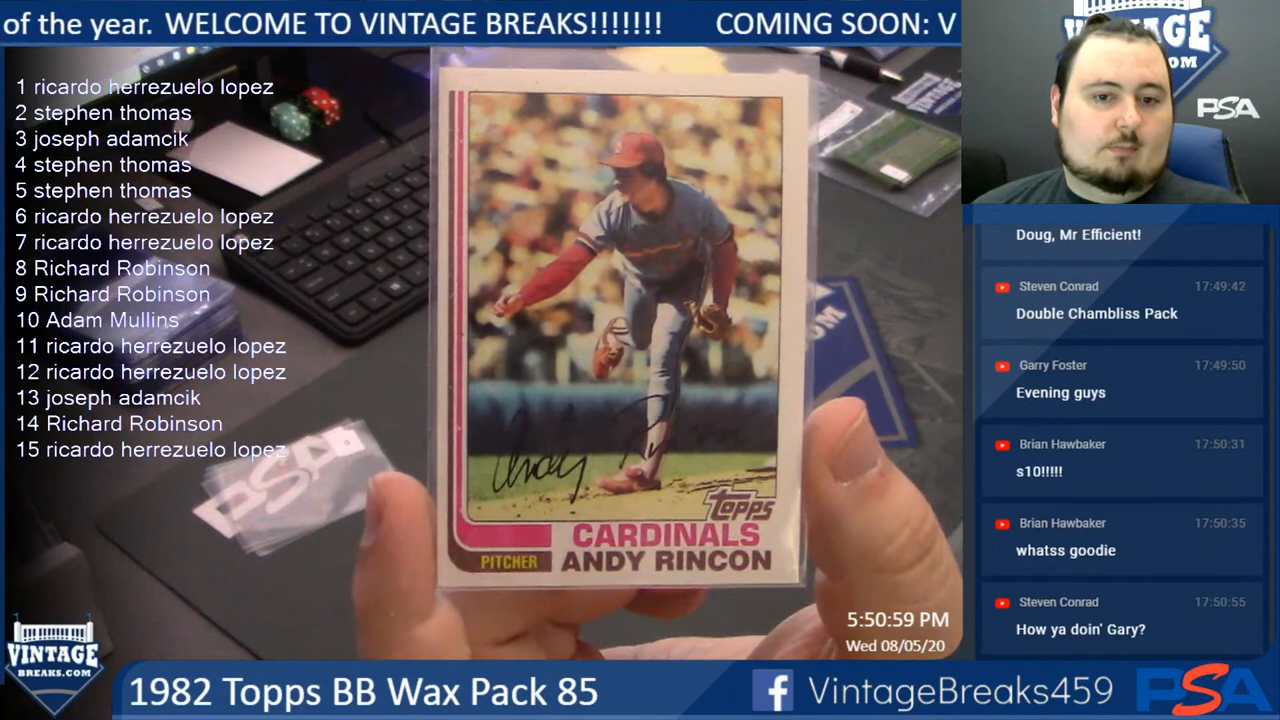 of the year. WELCOME TO VINTAGE BREAKS!!!!!!! COMING SOON: V
1 ricardo herrezuelo lopez
2 stephen thomas
3 joseph adamcik
4 stephen thomas
5 stephen thomas
6 ricardo herrezuelo lopez
7 ricardo herrezuelo lopez
8 Richard Robinson
9 Richard Robinson
10 Adam Mullins
11 ricardo herrezuelo lopez
12 ricardo herrezuelo lopez
13 joseph adamcik
14 Richard Robinson
15 ricardo herrezuelo lopez
PSA
Andy
TOPPS
CARDINALS
PITCHER ANDY RINCON
VINTAGE
.COM
PSA
Doug, Mr Efficient!
Steven Conrad 17:49:42
Double Chambliss Pack
Garry Foster 17:49:50
Evening guys
Brian Hawbaker 17:50:31
s10!!!!!
Brian Hawbaker 17:50:35
whatss goodie
Steven Conrad 17:50:55
How ya doin' Gary?
5:50:59 PM
Wed 08/05/20
VINTAGE
BREAKS.COM
1982 Topps BB Wax Pack 85
f VintageBreaks459
PSA